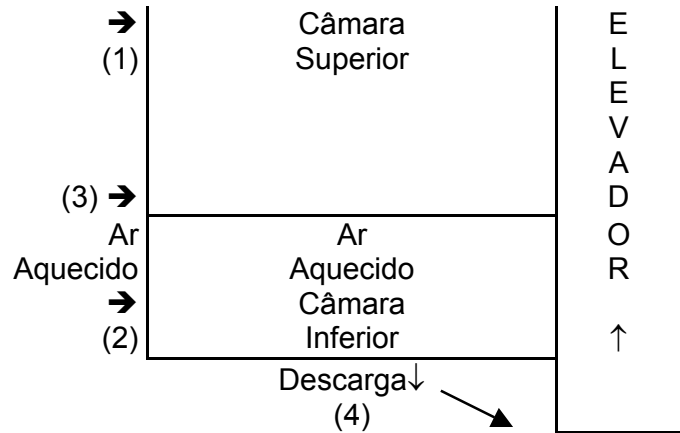 ➔ Câmara E
(1) Superior L
E
V
A
(3) ➔ D
Ar Ar O
Aquecido Aquecido R
➔ Câmara
(2) Inferior ↑
Descarga↓
(4)